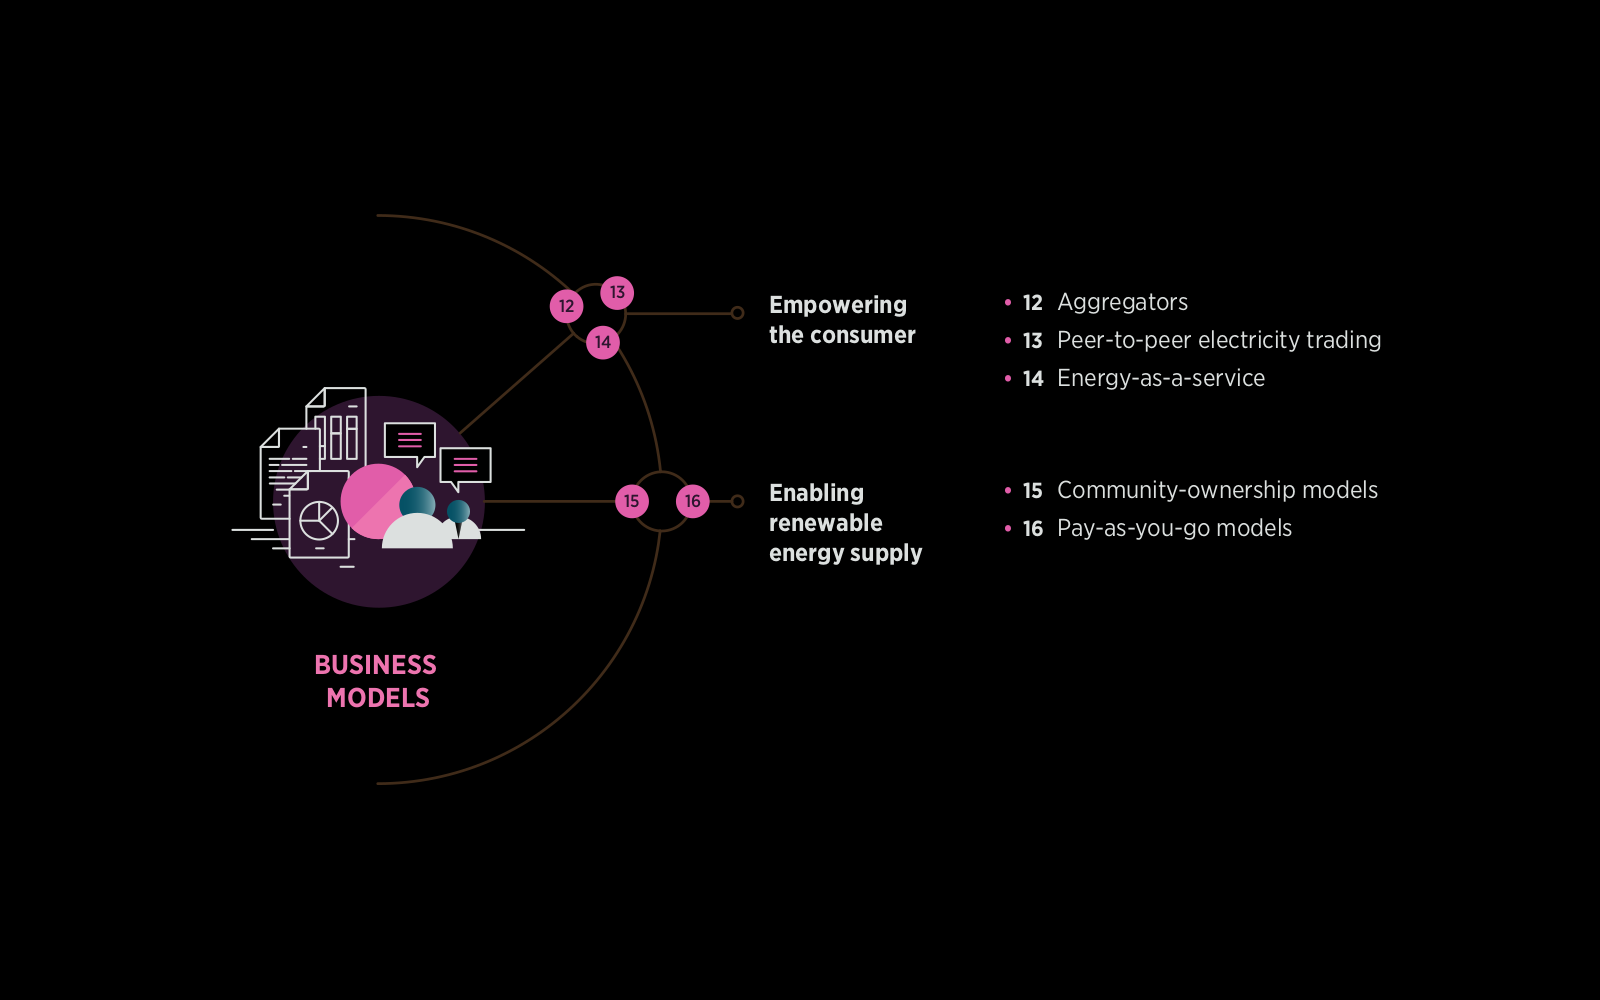 12
13
14
Empowering
the consumer
• 12 Aggregators
• 13 Peer-to-peer electricity trading
• 14 Energy-as-a-service
15
16
Enabling
renewable
energy supply
• 15 Community-ownership models
• 16 Pay-as-you-go models
BUSINESS
MODELS